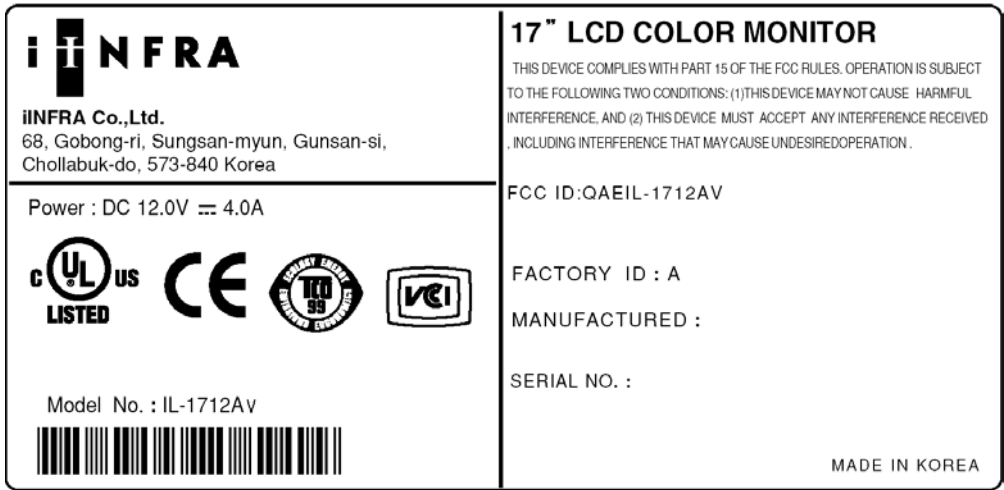 iINFRA
iINFRA Co.,Ltd.
68, Gobong-ri, Sungsan-myun, Gunsan-si,
Chollabuk-do, 573-840 Korea
Power : DC 12.0V ⎓ 4.0A
C UL ® US
LISTED
CE
ECOLOGY ENERGY
TCO
99
EMISSIONS ERGONOMICS
VCI
Model No. : IL-1712AV
17" LCD COLOR MONITOR
THIS DEVICE COMPLIES WITH PART 15 OF THE FCC RULES. OPERATION IS SUBJECT
TO THE FOLLOWING TWO CONDITIONS: (1)THIS DEVICE MAY NOT CAUSE HARMFUL
INTERFERENCE, AND (2) THIS DEVICE MUST ACCEPT ANY INTERFERENCE RECEIVED
, INCLUDING INTERFERENCE THAT MAY CAUSE UNDESIREDOPERATION .
FCC ID:QAEIL-1712AV
FACTORY ID : A
MANUFACTURED :
SERIAL NO. :
MADE IN KOREA